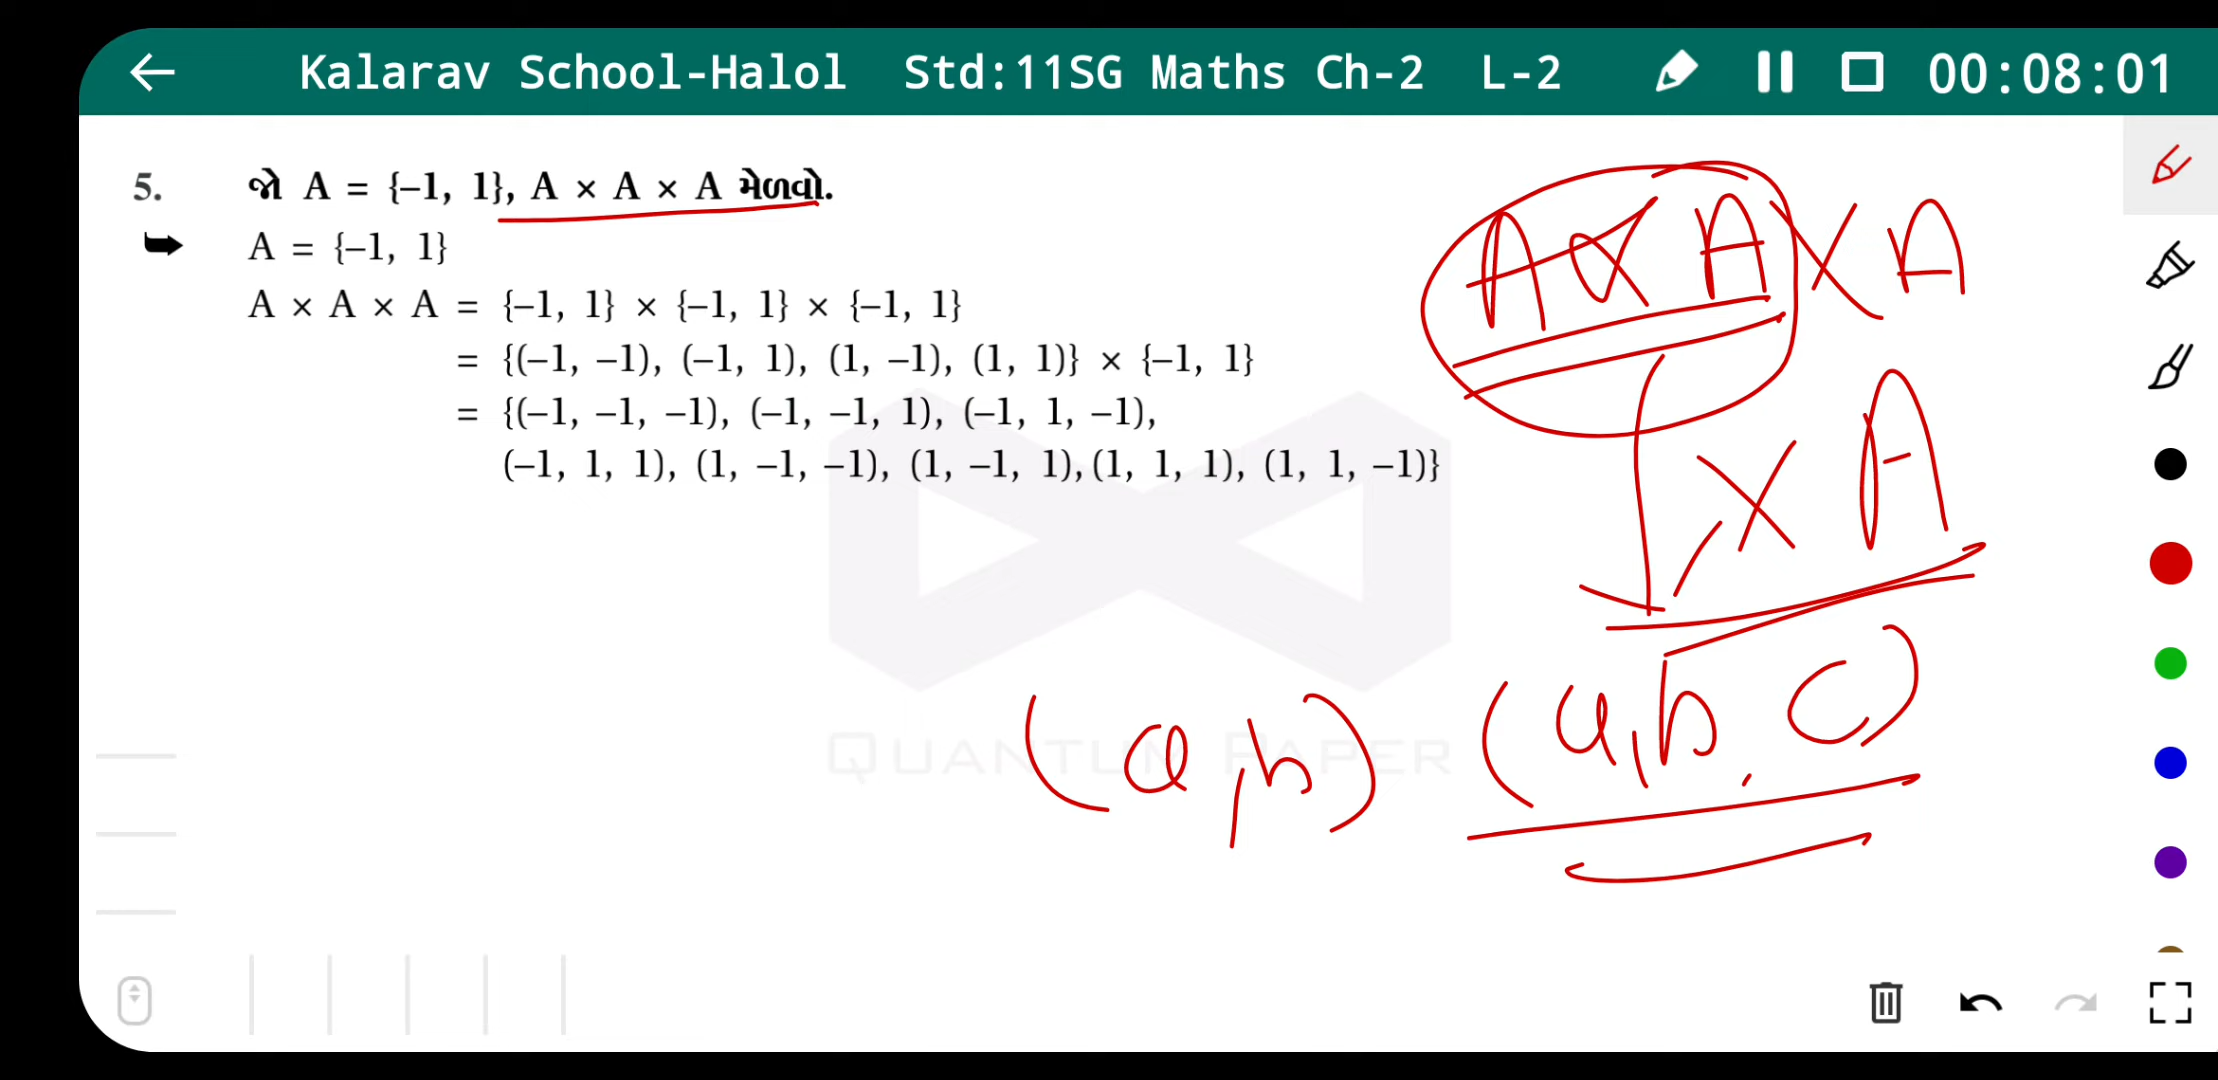 Kalarav School-Halol Std:11SG Maths Ch-2 L-2 00:08:01
5. જો A = {–1, 1}, A × A × A મેળવો.
A = {–1, 1}
A × A × A = {–1, 1} × {–1, 1} × {–1, 1}
= {(–1, –1), (–1, 1), (1, –1), (1, 1)} × {–1, 1}
= {(–1, –1, –1), (–1, –1, 1), (–1, 1, –1),
(–1, 1, 1), (1, –1, –1), (1, –1, 1), (1, 1, 1), (1, 1, –1)}
A × A × A
× A
(a, b) (a, b, c)
QUANTUM PAPER